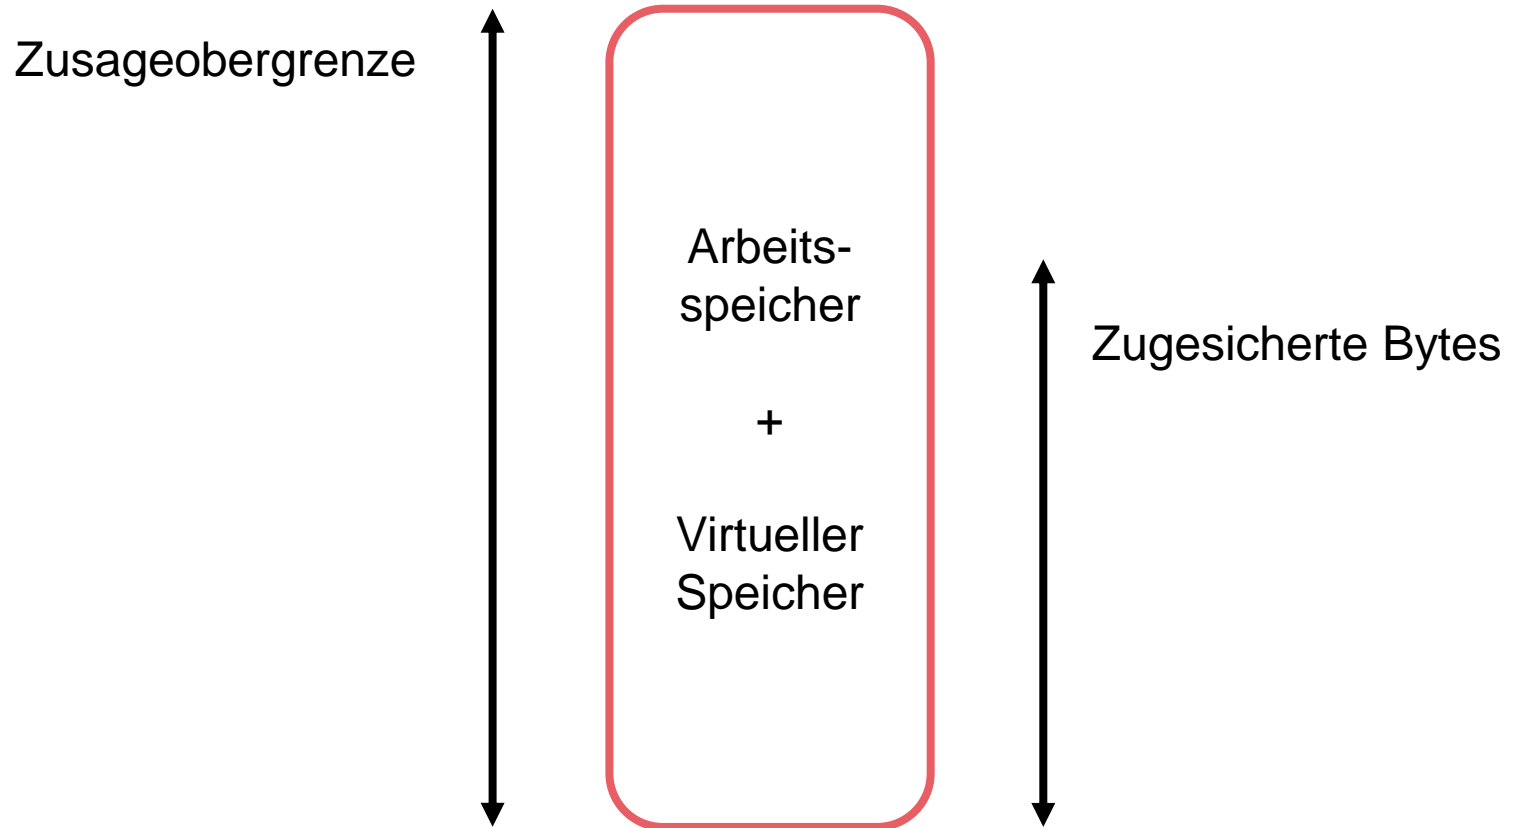 Zusageobergrenze
Arbeits-
speicher
Zugesicherte Bytes
+
Virtueller
Speicher